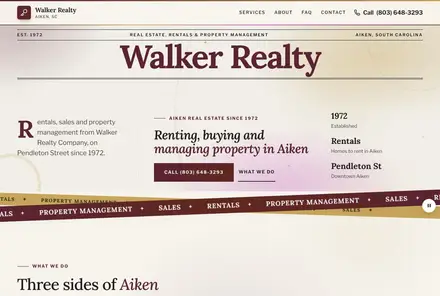 Walker Realty
AIKEN, SC
SERVICES ABOUT FAQ CONTACT Call (803) 648-3293
EST. 1972 REAL ESTATE, RENTALS & PROPERTY MANAGEMENT AIKEN, SOUTH CAROLINA
Walker Realty
Rentals, sales and property
management from Walker
Realty Company, on
Pendleton Street since 1972.
AIKEN REAL ESTATE SINCE 1972
Renting, buying and
managing property in Aiken
CALL (803) 648-3293 WHAT WE DO
1972
Established
Rentals
Homes to rent in Aiken
Pendleton St
Downtown Aiken
TALS ✦ PROPERTY MANAGEMENT
ALS ✦ PROPERTY MANAGEMENT ✦ SALES ✦ RENTALS ✦ PROPERTY MANAGEMENT ✦ SALES ✦
SALES ✦
WHAT WE DO
Three sides of Aiken